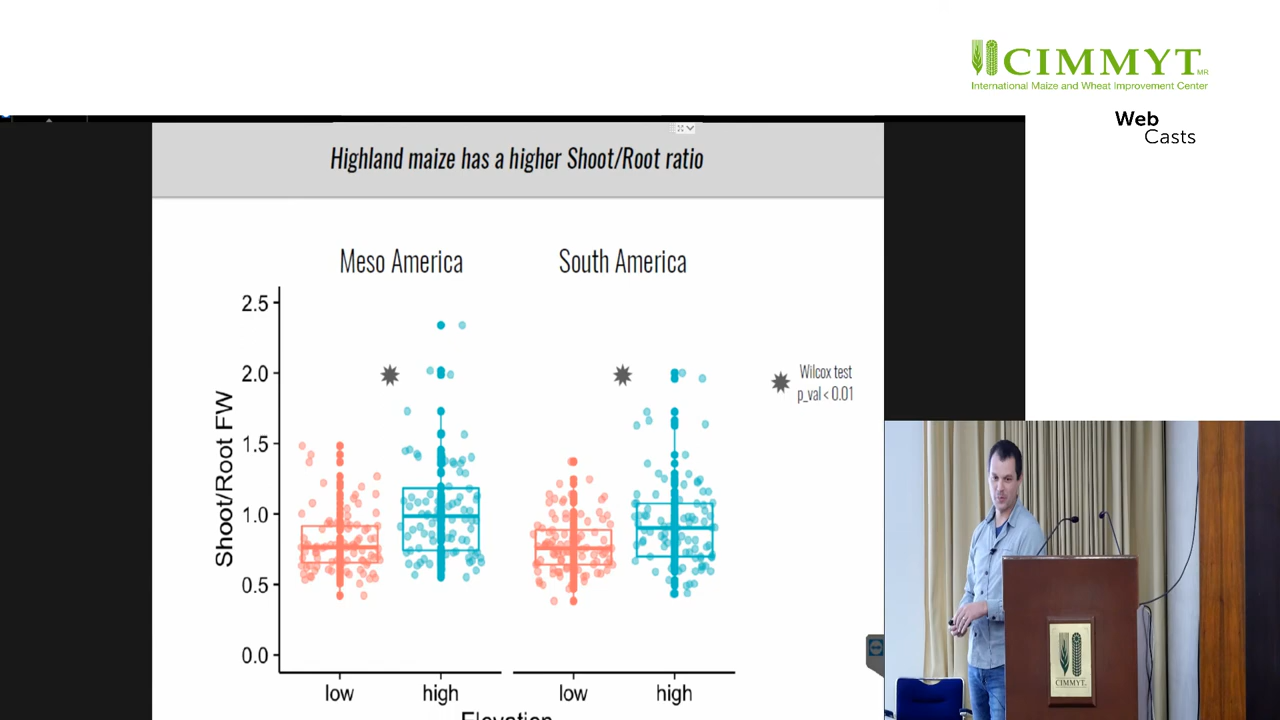 CIMMYT MR
International Maize and Wheat Improvement Center
Web
Casts
Highland maize has a higher Shoot/Root ratio
Meso America
South America
2.5
2.0
1.5
1.0
0.5
0.0
Shoot/Root FW
Wilcox test
p_val < 0.01
low
high
low
high
Elevation
CIMMYT